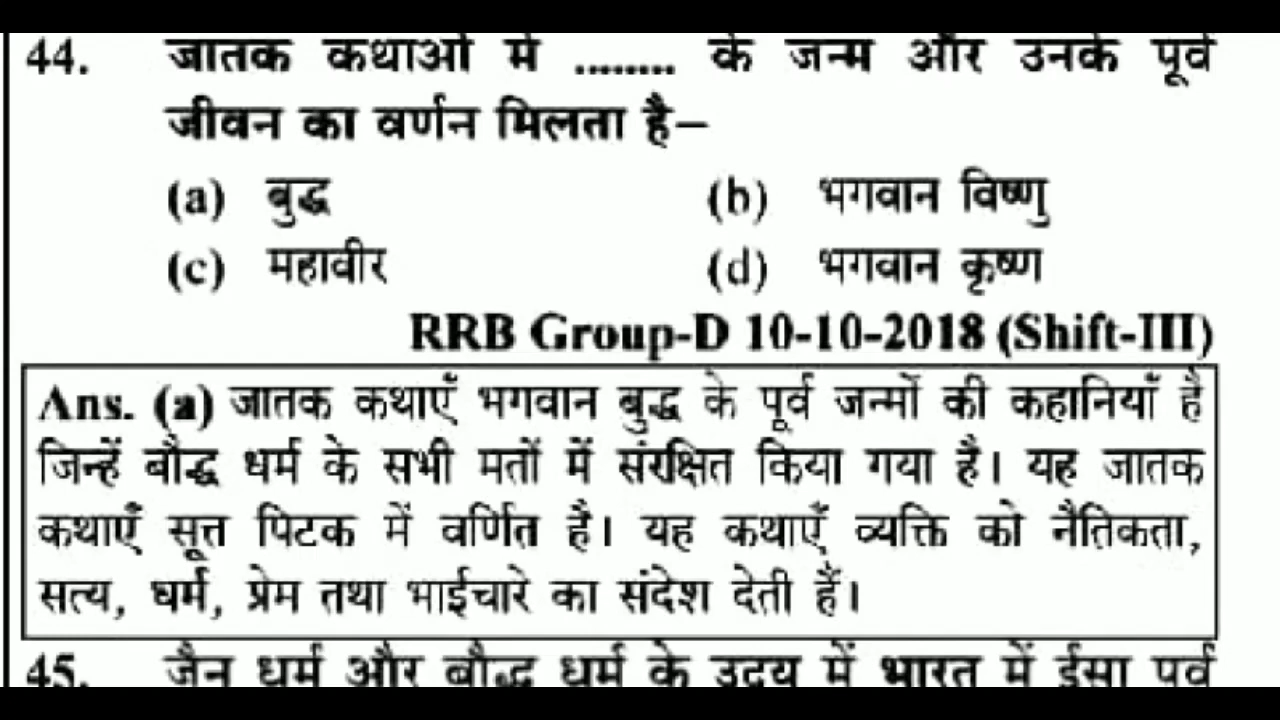 44. जातक कथाओं में ........ के जन्म और उनके पूर्व
जीवन का वर्णन मिलता है–
(a) बुद्ध (b) भगवान विष्णु
(c) महावीर (d) भगवान कृष्ण
RRB Group-D 10-10-2018 (Shift-III)
Ans. (a) जातक कथाएँ भगवान बुद्ध के पूर्व जन्मों की कहानियाँ हैं
जिन्हें बौद्ध धर्म के सभी मतों में संरक्षित किया गया है। यह जातक
कथाएँ सूत्त पिटक में वर्णित है। यह कथाएँ व्यक्ति को नैतिकता,
सत्य, धर्म, प्रेम तथा भाईचारे का संदेश देती हैं।
45. जैन धर्म और बौद्ध धर्म के उदय में भारत में ईसा पूर्व